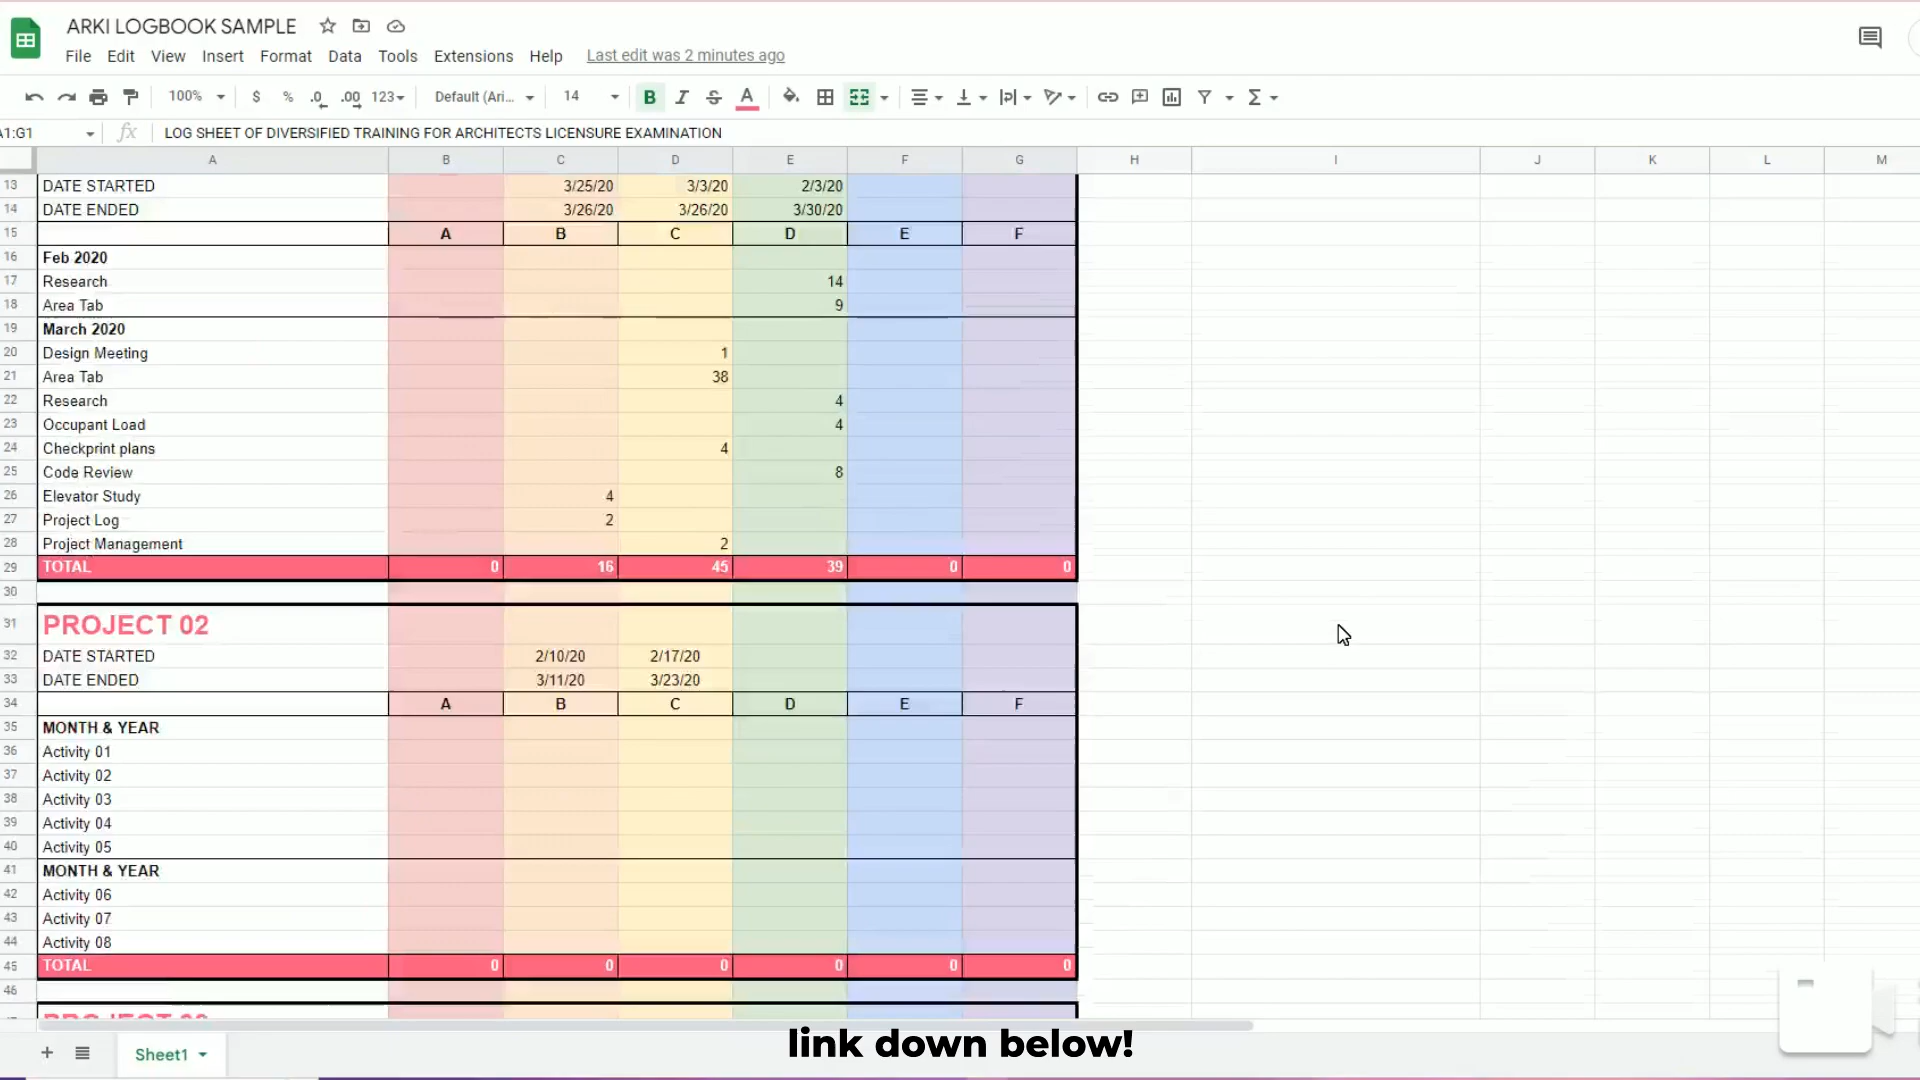 ARKI LOGBOOK SAMPLE
File Edit View Insert Format Data Tools Extensions Help Last edit was 2 minutes ago
100% $ % .0 .00 123 Default (Ari... 14 B I S A Σ
A1:G1 fx LOG SHEET OF DIVERSIFIED TRAINING FOR ARCHITECTS LICENSURE EXAMINATION
A B C D E F G H I J K L M
13 DATE STARTED 3/25/20 3/3/20 2/3/20
14 DATE ENDED 3/26/20 3/26/20 3/30/20
15 A B C D E F
16 Feb 2020
17 Research 14
18 Area Tab 9
19 March 2020
20 Design Meeting 1
21 Area Tab 38
22 Research 4
23 Occupant Load 4
24 Checkprint plans 4
25 Code Review 8
26 Elevator Study 4
27 Project Log 2
28 Project Management 2
29 TOTAL 0 16 45 39 0 0
30
31 PROJECT 02
32 DATE STARTED 2/10/20 2/17/20
33 DATE ENDED 3/11/20 3/23/20
34 A B C D E F
35 MONTH & YEAR
36 Activity 01
37 Activity 02
38 Activity 03
39 Activity 04
40 Activity 05
41 MONTH & YEAR
42 Activity 06
43 Activity 07
44 Activity 08
45 TOTAL 0 0 0 0 0 0
46
link down below!
Sheet1